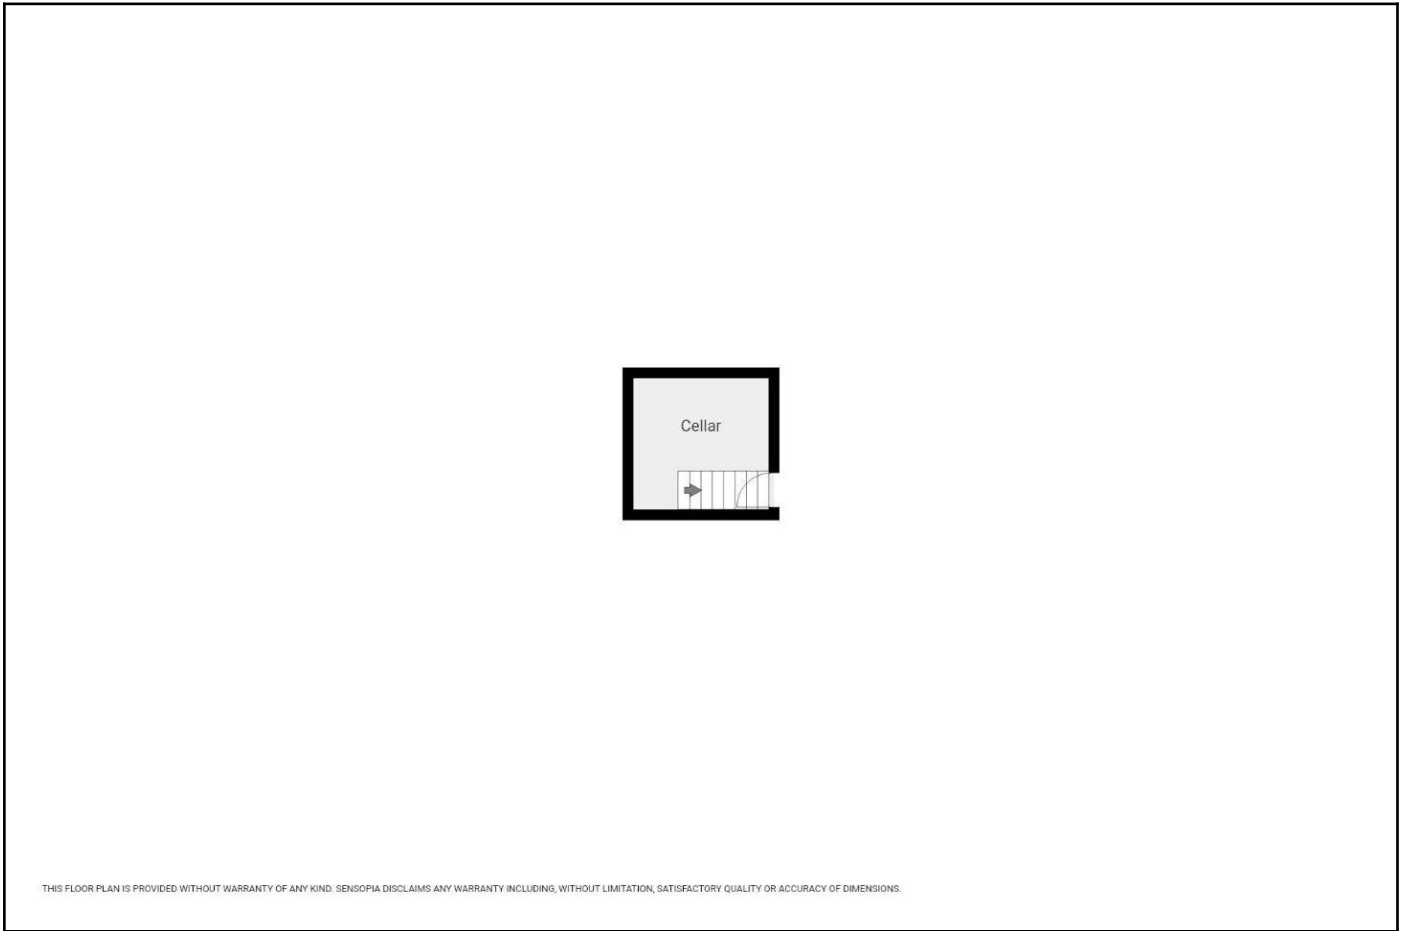 Cellar
THIS FLOOR PLAN IS PROVIDED WITHOUT WARRANTY OF ANY KIND. SENSOPIA DISCLAIMS ANY WARRANTY INCLUDING, WITHOUT LIMITATION, SATISFACTORY QUALITY OR ACCURACY OF DIMENSIONS.